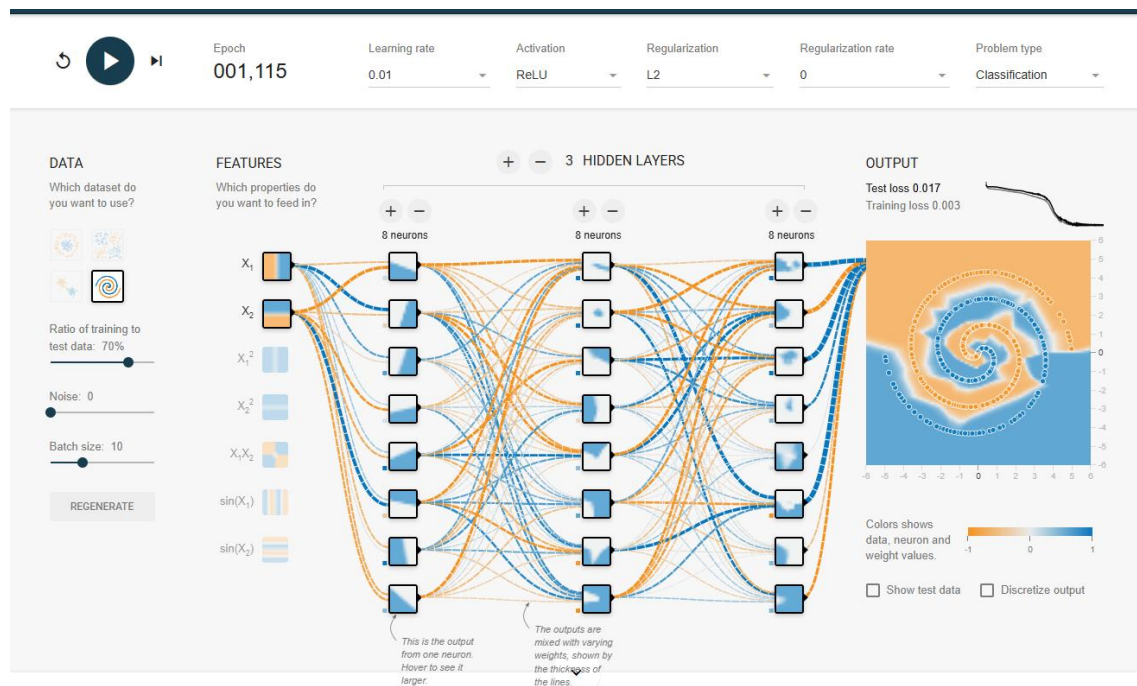 Epoch
001,115
Learning rate
0.01
Activation
ReLU
Regularization
L2
Regularization rate
0
Problem type
Classification
DATA
Which dataset do
you want to use?
Ratio of training to
test data: 70%
Noise: 0
Batch size: 10
REGENERATE
FEATURES
Which properties do
you want to feed in?
X₁
X₂
X₁²
X₂²
X₁X₂
sin(X₁)
sin(X₂)
+ − 3 HIDDEN LAYERS
+ −
8 neurons
+ −
8 neurons
+ −
8 neurons
This is the output
from one neuron.
Hover to see it
larger.
The outputs are
mixed with varying
weights, shown by
the thickness of
the lines.
OUTPUT
Test loss 0.017
Training loss 0.003
6
5
4
3
2
1
0
-1
-2
-3
-4
-5
-6
-6 -5 -4 -3 -2 -1 0 1 2 3 4 5 6
Colors shows
data, neuron and
weight values.
-1 0 1
Show test data
Discretize output